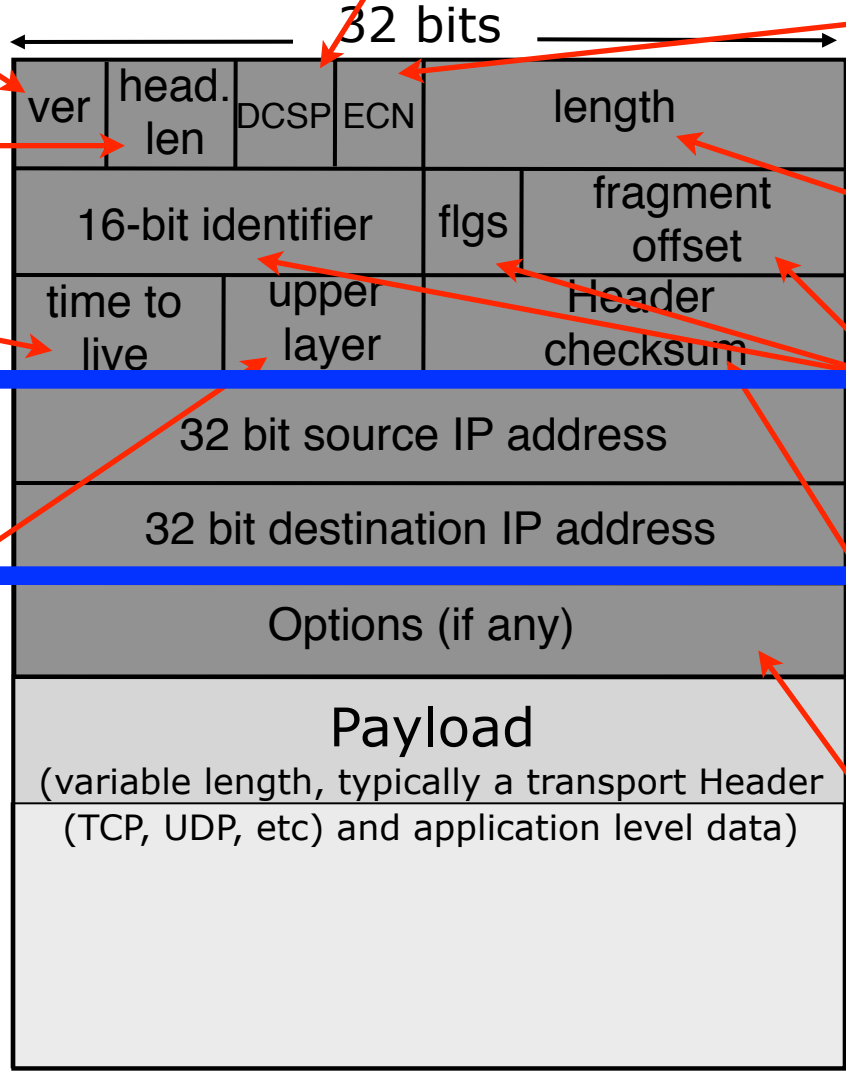 32 bits
ver head. len DCSP ECN length
16-bit identifier flgs fragment offset
time to live upper layer Header checksum
32 bit source IP address
32 bit destination IP address
Options (if any)
Payload
(variable length, typically a transport Header
(TCP, UDP, etc) and application level data)